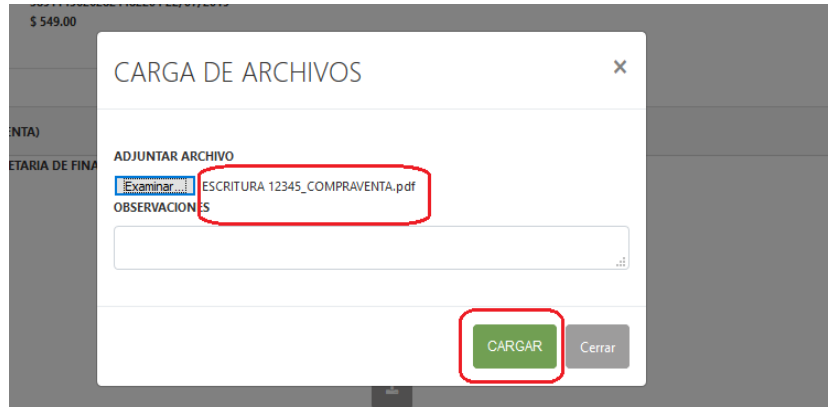 $ 549.00
CARGA DE ARCHIVOS
×
ENTA)
ETARIA DE FINA
ADJUNTAR ARCHIVO
Examinar... ESCRITURA 12345_COMPRAVENTA.pdf
OBSERVACIONES
CARGAR Cerrar